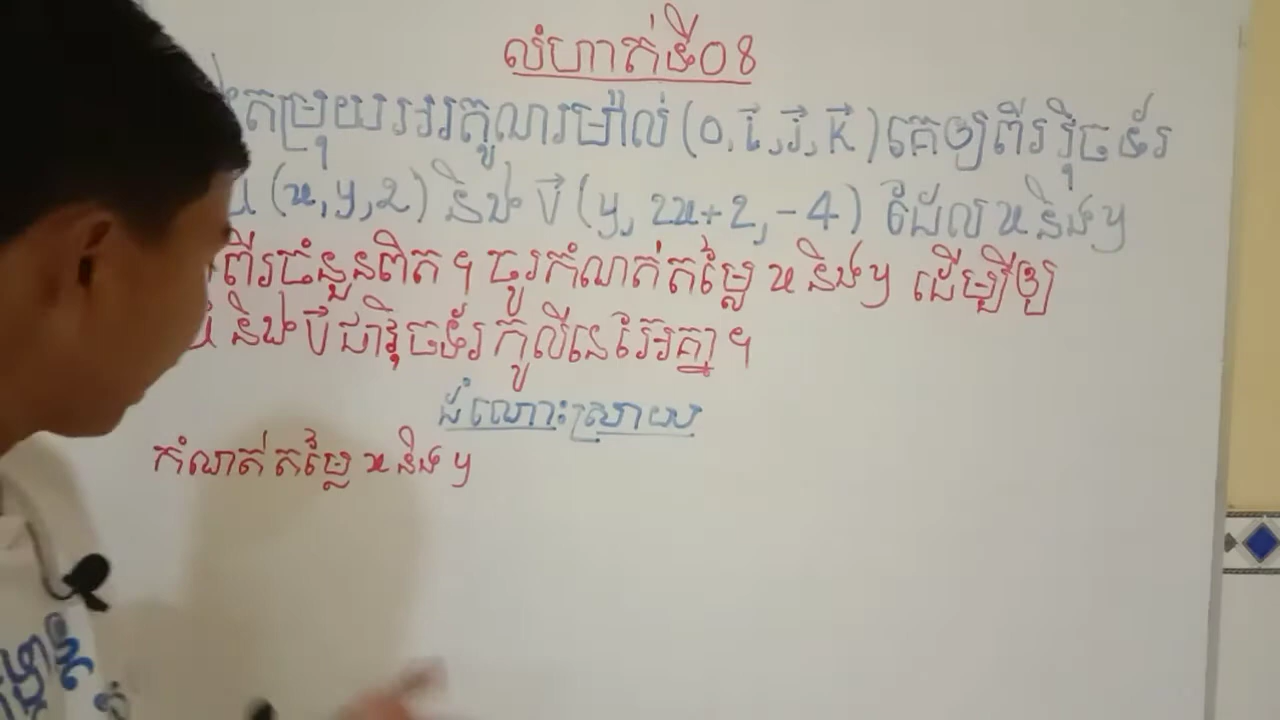 លំហាត់ទី០8
តម្រុយអរតូណរម៉ាល់ (O, i⃗, j⃗, k⃗) គេឲ្យពីរវ៉ិចទ័រ
(x, y, 2) និង v⃗ (y, 2x+2, -4) ដែល x និង y
ពីរចំនួនពិត។ ចូរកំណត់តម្លៃ x និង y ដើម្បីឲ្យ
និង v⃗ ជាវ៉ិចទ័រកូលីនេអ៊ែរគ្នា។
ដំណោះស្រាយ
កំណត់តម្លៃ x និង y